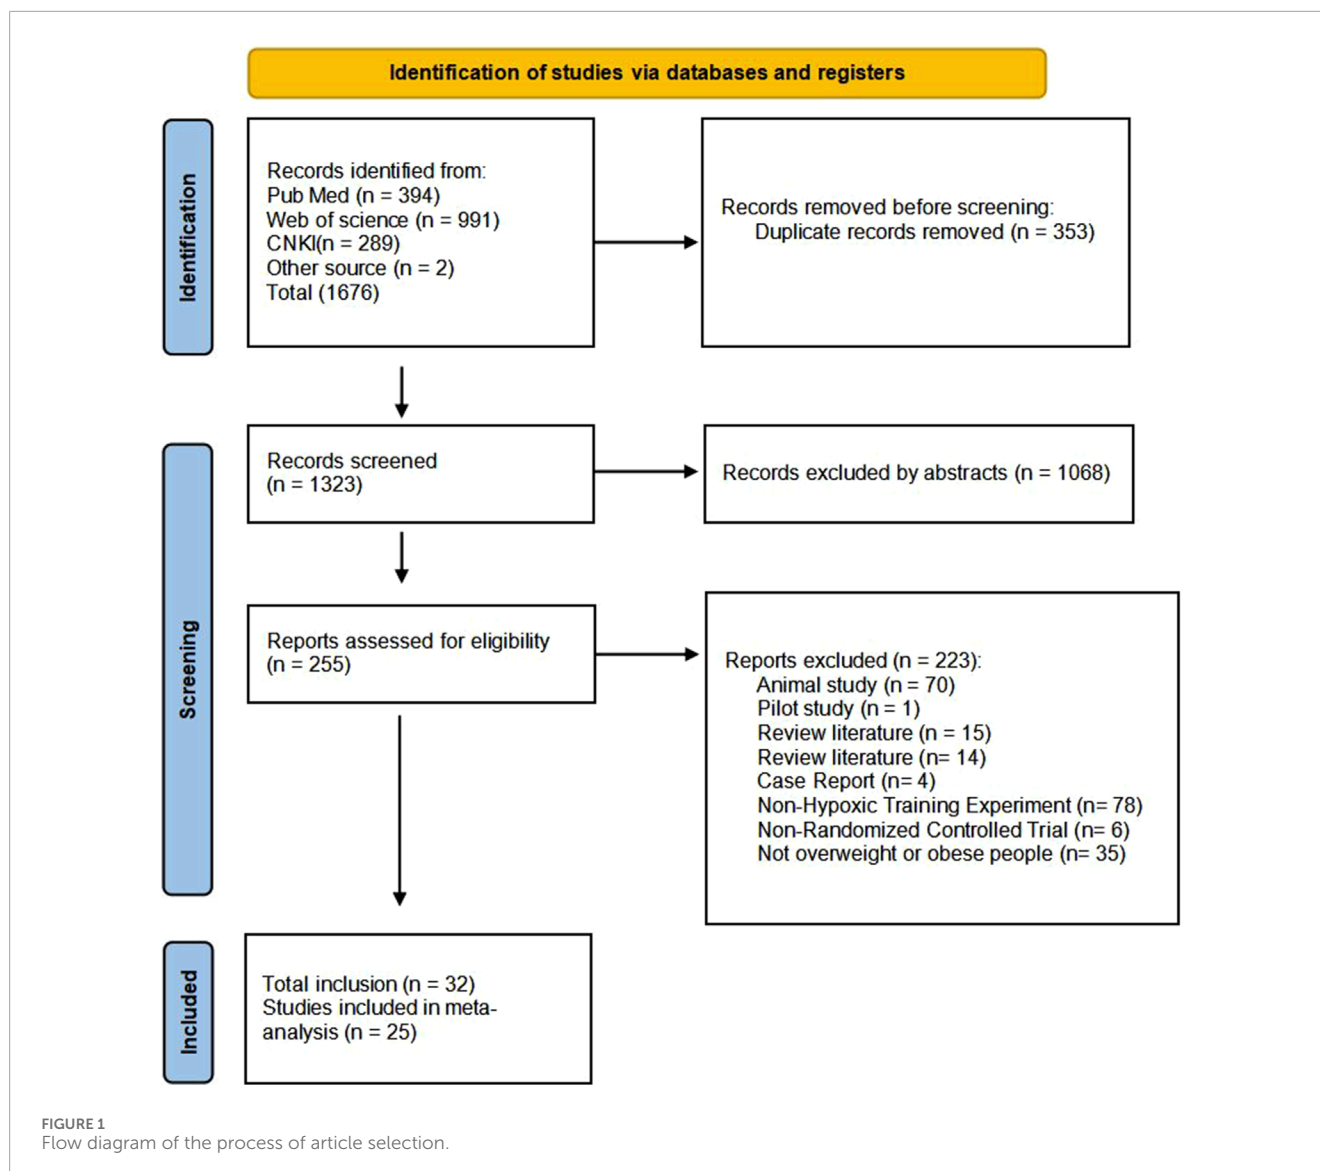 Identification of studies via databases and registers
Identification
Records identified from:
Pub Med (n = 394)
Web of science (n = 991)
CNKI(n = 289)
Other source (n = 2)
Total (1676)
Records removed before screening:
Duplicate records removed (n = 353)
Screening
Records screened
(n = 1323)
Records excluded by abstracts (n = 1068)
Reports assessed for eligibility
(n = 255)
Reports excluded (n = 223):
Animal study (n = 70)
Pilot study (n = 1)
Review literature (n = 15)
Review literature (n= 14)
Case Report (n= 4)
Non-Hypoxic Training Experiment (n= 78)
Non-Randomized Controlled Trial (n= 6)
Not overweight or obese people (n= 35)
Included
Total inclusion (n = 32)
Studies included in meta-
analysis (n = 25)
FIGURE 1
Flow diagram of the process of article selection.